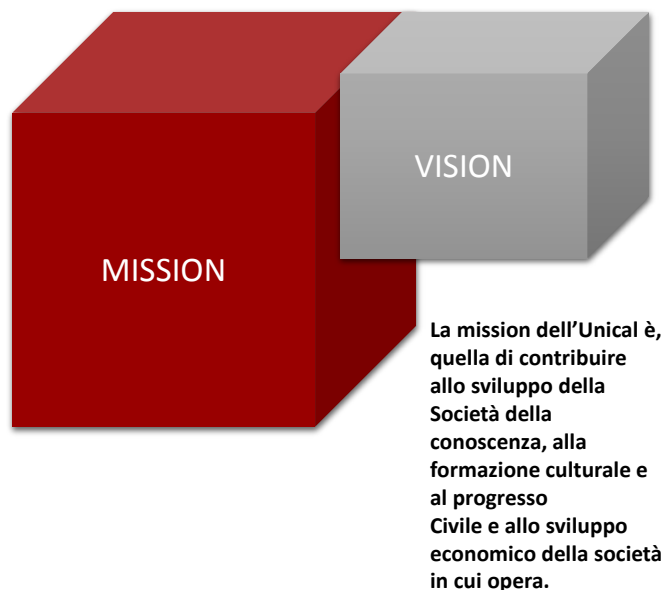 VISION
MISSION
La mission dell’Unical è,
quella di contribuire
allo sviluppo della
Società della
conoscenza, alla
formazione culturale e
al progresso
Civile e allo sviluppo
economico della società
in cui opera.